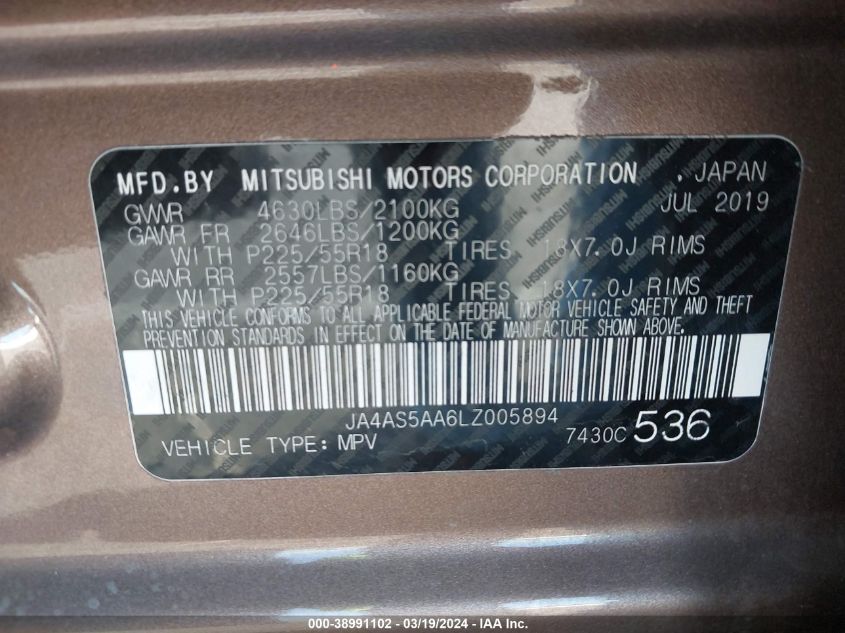 MFD.BY MITSUBISHI MOTORS CORPORATION . JAPAN
GVWR 4630LBS/2100KG JUL 2019
GAWR FR 2646LBS/1200KG
WITH P225/55R18 TIRES 18X7.0J RIMS
GAWR RR 2557LBS/1160KG
WITH P225/55R18 TIRES 18X7.0J RIMS
THIS VEHICLE CONFORMS TO ALL APPLICABLE FEDERAL MOTOR VEHICLE SAFETY AND THEFT
PREVENTION STANDARDS IN EFFECT ON THE DATE OF MANUFACTURE SHOWN ABOVE.
JA4AS5AA6LZ005894
VEHICLE TYPE: MPV 7430C 536
000-38991102 - 03/19/2024 - IAA Inc.